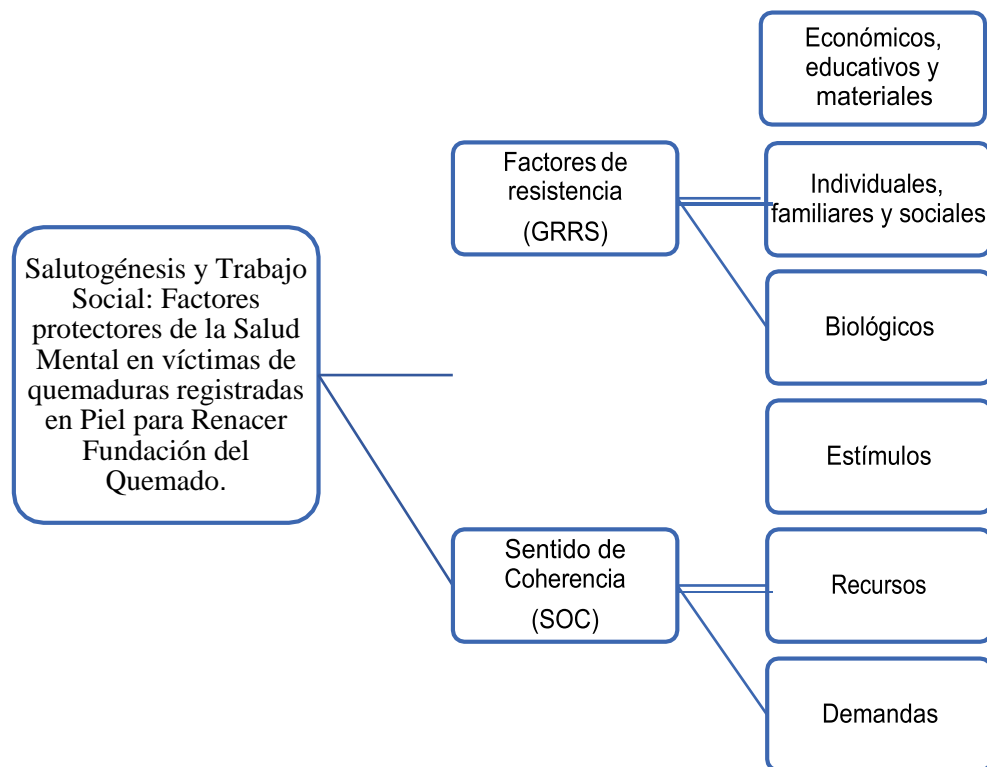 Salutogénesis y Trabajo
Social: Factores
protectores de la Salud
Mental en víctimas de
quemaduras registradas
en Piel para Renacer
Fundación del
Quemado.
Factores de
resistencia
(GRRS)
Económicos,
educativos y
materiales
Individuales,
familiares y sociales
Biológicos
Sentido de
Coherencia
(SOC)
Estímulos
Recursos
Demandas